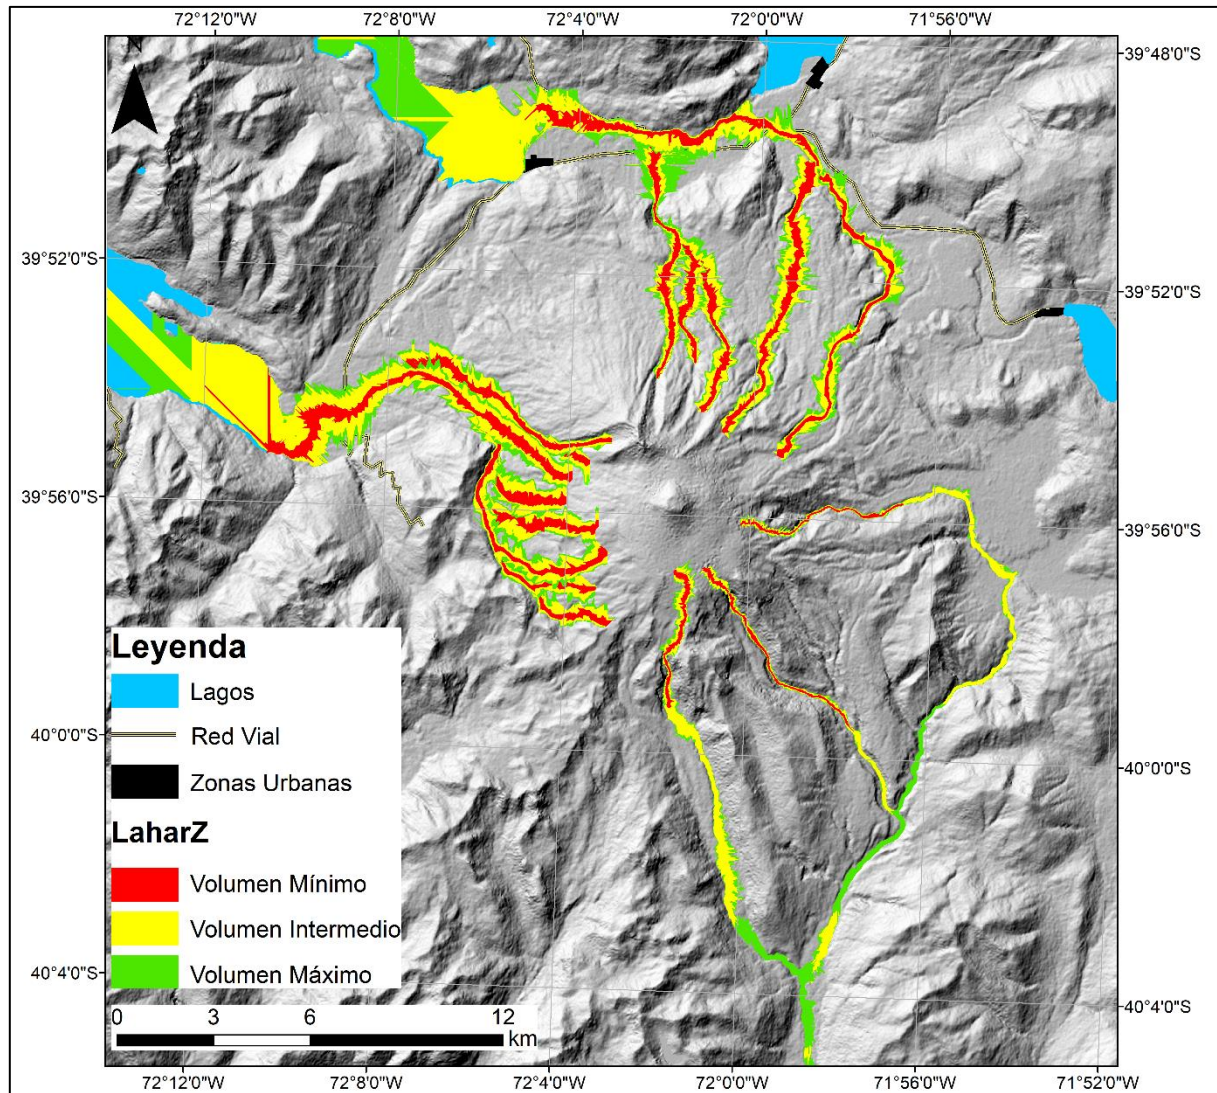 72°12'0"W 72°8'0"W 72°4'0"W 72°0'0"W 71°56'0"W
N
39°48'0"S
39°52'0"S
39°52'0"S
39°56'0"S
39°56'0"S
Leyenda
Lagos
Red Vial
Zonas Urbanas
40°0'0"S
40°0'0"S
LaharZ
Volumen Mínimo
Volumen Intermedio
Volumen Máximo
40°4'0"S
40°4'0"S
0 3 6 12
km
72°12'0"W 72°8'0"W 72°4'0"W 72°0'0"W 71°56'0"W 71°52'0"W